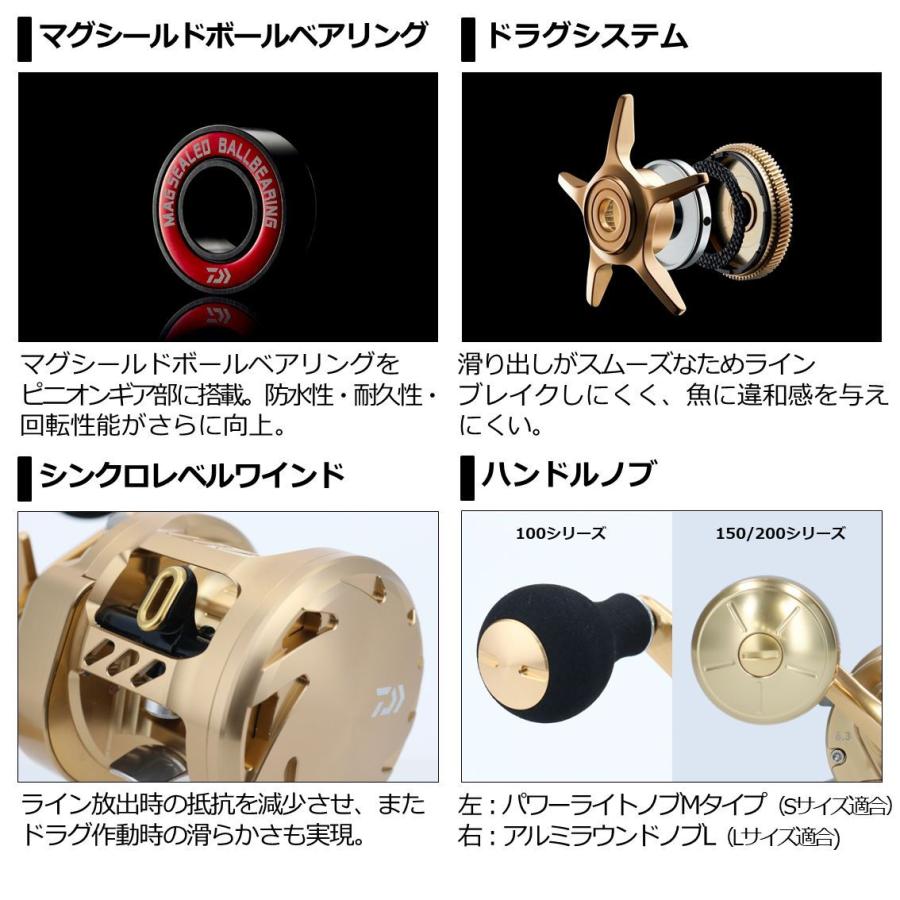 マグシールドボールベアリング
MAGSEALED BALLBEARING
マグシールドボールベアリングを
ピニオンギア部に搭載。防水性・耐久性・
回転性能がさらに向上。
ドラグシステム
滑り出しがスムーズなためライン
ブレイクしにくく、魚に違和感を与え
にくい。
シンクロレベルワインド
ライン放出時の抵抗を減少させ、また
ドラグ作動時の滑らかさも実現。
ハンドルノブ
100シリーズ
150/200シリーズ
6.3
左：パワーライトノブMタイプ（Sサイズ適合）
右：アルミラウンドノブL（Lサイズ適合)